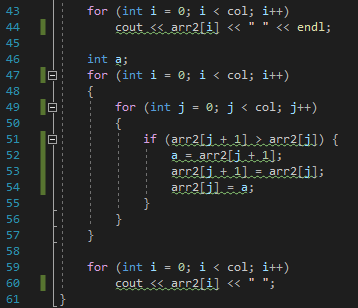 43 for (int i = 0; i < col; i++)
44 cout << arr2[i] << " " << endl;
45
46 int a;
47 for (int i = 0; i < col; i++)
48 {
49 for (int j = 0; j < col; j++)
50 {
51 if (arr2[j + 1] > arr2[j]) {
52 a = arr2[j + 1];
53 arr2[j + 1] = arr2[j];
54 arr2[j] = a;
55 }
56 }
57 }
58
59 for (int i = 0; i < col; i++)
60 cout << arr2[i] << " ";
61 }